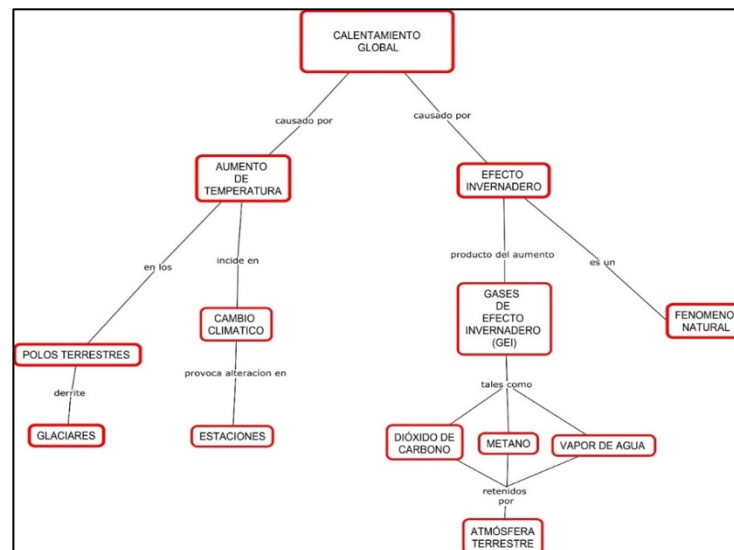 CALENTAMIENTO
GLOBAL
causado por
causado por
AUMENTO
DE
TEMPERATURA
EFECTO
INVERNADERO
en los
incide en
producto del aumento
es un
POLOS TERRESTRES
CAMBIO
CLIMATICO
GASES
DE
EFECTO
INVERNADERO
(GEI)
FENOMENO
NATURAL
derrite
provoca alteracion en
tales como
GLACIARES
ESTACIONES
DIÓXIDO DE
CARBONO
METANO
VAPOR DE AGUA
retenidos
por
ATMÓSFERA
TERRESTRE